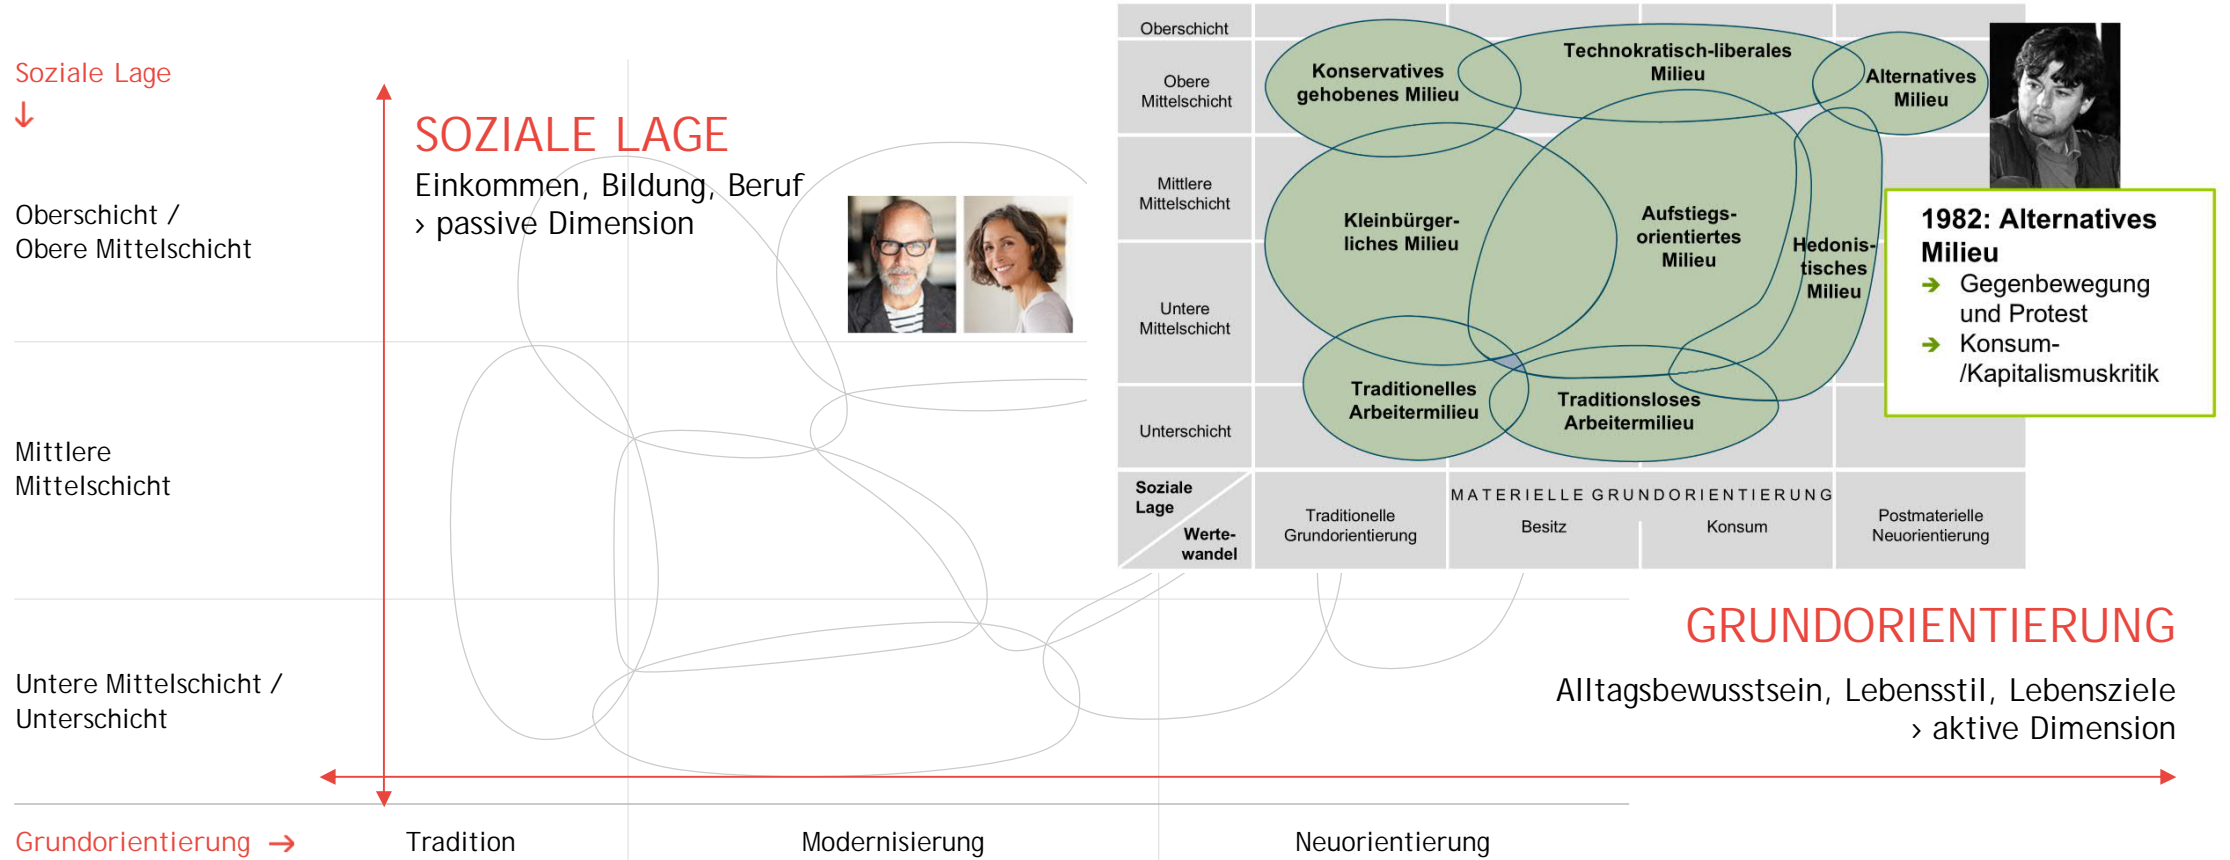 Soziale Lage
↓
SOZIALE LAGE
Einkommen, Bildung, Beruf
› passive Dimension
Oberschicht /
Obere Mittelschicht
Mittlere
Mittelschicht
Untere Mittelschicht /
Unterschicht
Grundorientierung →
Tradition
Modernisierung
Neuorientierung
Oberschicht
Obere
Mittelschicht
Mittlere
Mittelschicht
Untere
Mittelschicht
Unterschicht
Konservatives
gehobenes Milieu
Technokratisch-liberales
Milieu
Alternatives
Milieu
Kleinbürger-
liches Milieu
Aufstiegs-
orientiertes
Milieu
Hedonis-
tisches
Milieu
Traditionelles
Arbeitermilieu
Traditionsloses
Arbeitermilieu
Soziale
Lage
Werte-
wandel
Traditionelle
Grundorientierung
MATERIELLE GRUNDORIENTIERUNG
Besitz
Konsum
Postmaterielle
Neuorientierung
1982: Alternatives
Milieu
➔ Gegenbewegung
und Protest
➔ Konsum-
/Kapitalismuskritik
GRUNDORIENTIERUNG
Alltagsbewusstsein, Lebensstil, Lebensziele
› aktive Dimension